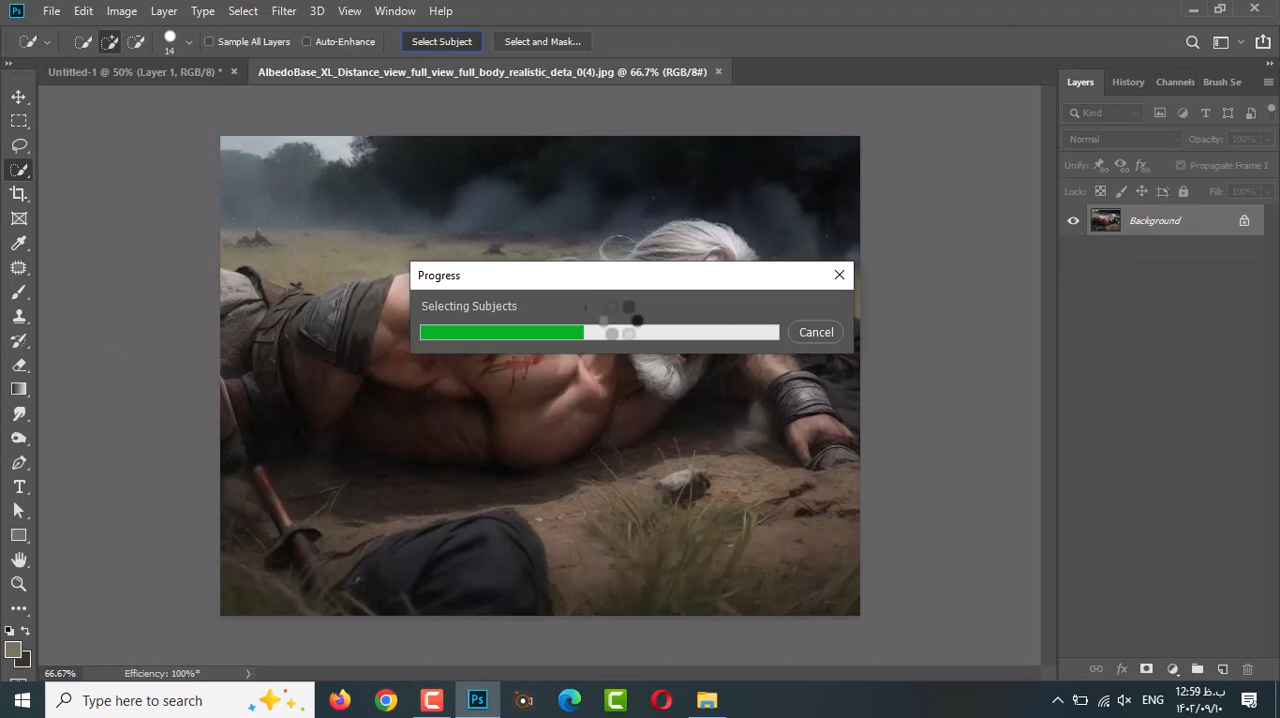 Ps File Edit Image Layer Type Select Filter 3D View Window Help
14 Sample All Layers Auto-Enhance Select Subject Select and Mask...
Untitled-1 @ 50% (Layer 1, RGB/8) * × AlbedoBase_XL_Distance_view_full_view_full_body_realistic_deta_0(4).jpg @ 66.7% (RGB/8#) ×
Layers History Channels Brush Se
Kind
Normal Opacity: 100%
Unify: Propagate Frame 1
Lock: Fill: 100%
Background
Progress
Selecting Subjects
Cancel
66.67% Efficiency: 100%*
Type here to search
Ps
ENG
12:59 ب.ظ
۱۴۰۲/۰۹/۱۰